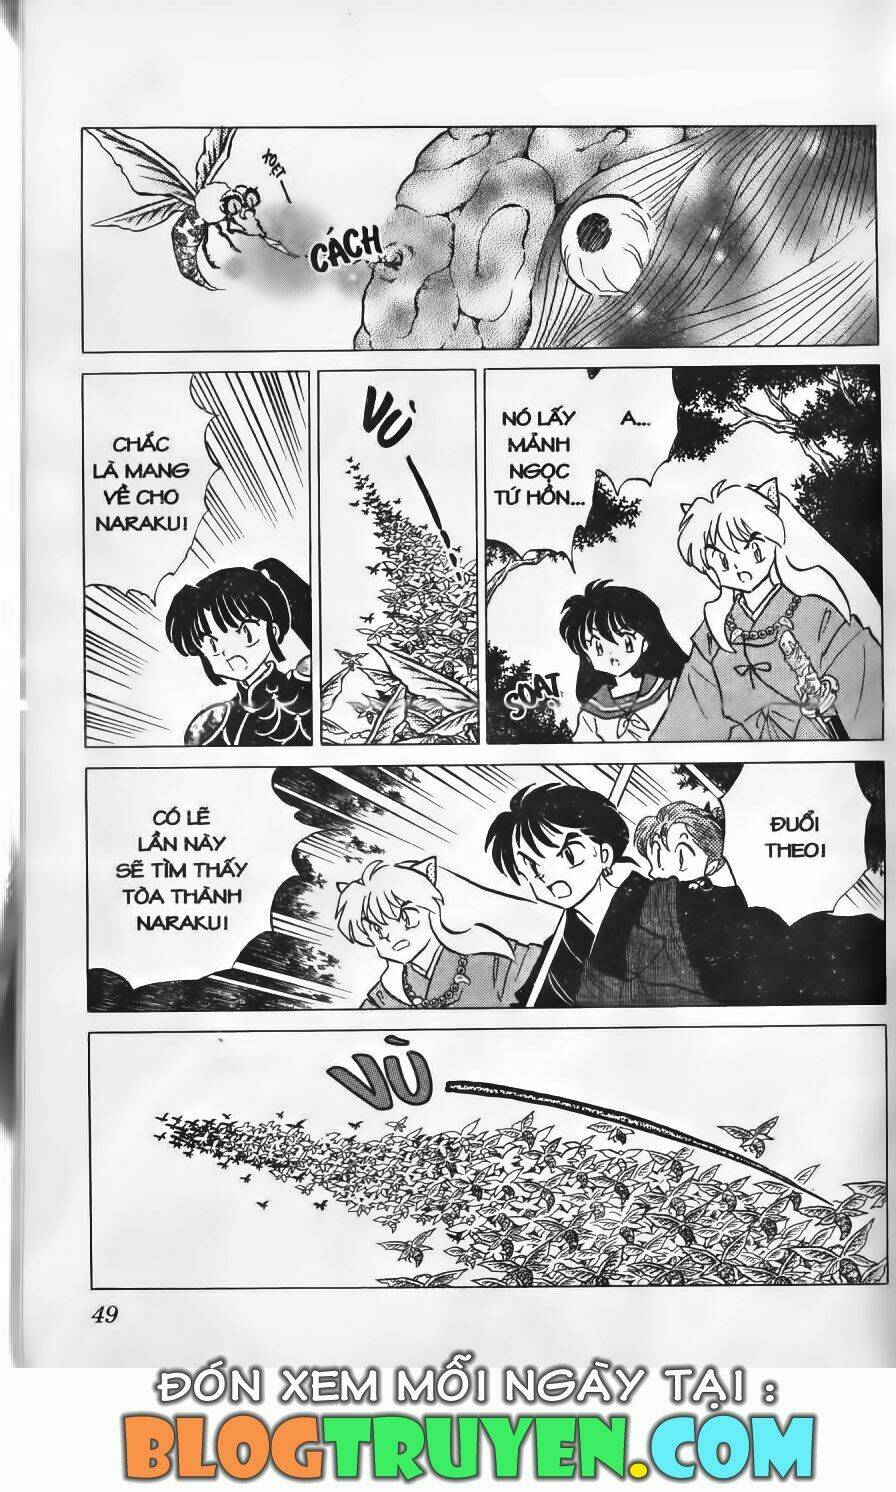 XOẸT
CÁCH
A...
NÓ LẤY
MẢNH
NGỌC
TỨ HỒN...
SOẠT
VÙ
CHẮC
LÀ MANG
VỀ CHO
NARAKU!
ĐUỔI
THEO!
CÓ LẼ
LẦN NÀY
SẼ TÌM THẤY
TÒA THÀNH
NARAKU!
VÙ
49
ĐÓN XEM MỖI NGÀY TẠI :
BLOGTRUYEN.COM